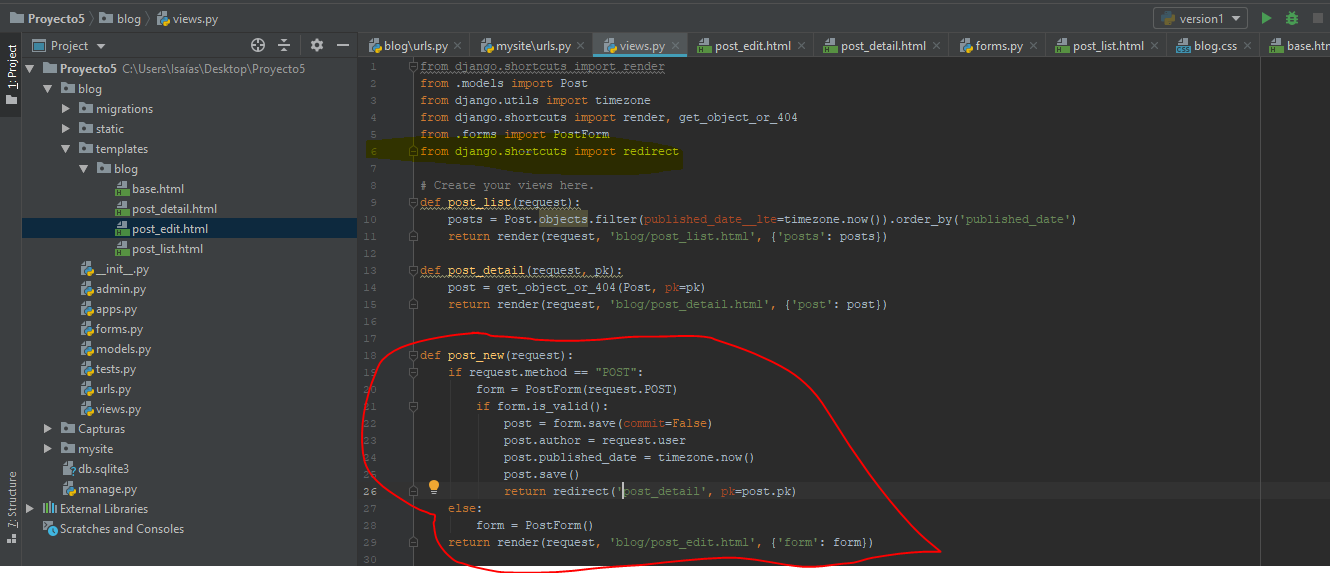 Proyecto5 blog views.py version1
1: Project
Project
blog\urls.py mysite\urls.py views.py post_edit.html post_detail.html forms.py post_list.html blog.css base.htm
Proyecto5 C:\Users\Isaías\Desktop\Proyecto5
blog
migrations
static
templates
blog
base.html
post_detail.html
post_edit.html
post_list.html
__init__.py
admin.py
apps.py
forms.py
models.py
tests.py
urls.py
views.py
Capturas
mysite
db.sqlite3
manage.py
External Libraries
Scratches and Consoles
7: Structure
1 from django.shortcuts import render
2 from .models import Post
3 from django.utils import timezone
4 from django.shortcuts import render, get_object_or_404
5 from .forms import PostForm
6 from django.shortcuts import redirect
7
8 # Create your views here.
9 def post_list(request):
10 posts = Post.objects.filter(published_date__lte=timezone.now()).order_by('published_date')
11 return render(request, 'blog/post_list.html', {'posts': posts})
12
13 def post_detail(request, pk):
14 post = get_object_or_404(Post, pk=pk)
15 return render(request, 'blog/post_detail.html', {'post': post})
16
17
18 def post_new(request):
19 if request.method == "POST":
20 form = PostForm(request.POST)
21 if form.is_valid():
22 post = form.save(commit=False)
23 post.author = request.user
24 post.published_date = timezone.now()
25 post.save()
26 return redirect('post_detail', pk=post.pk)
27 else:
28 form = PostForm()
29 return render(request, 'blog/post_edit.html', {'form': form})
30